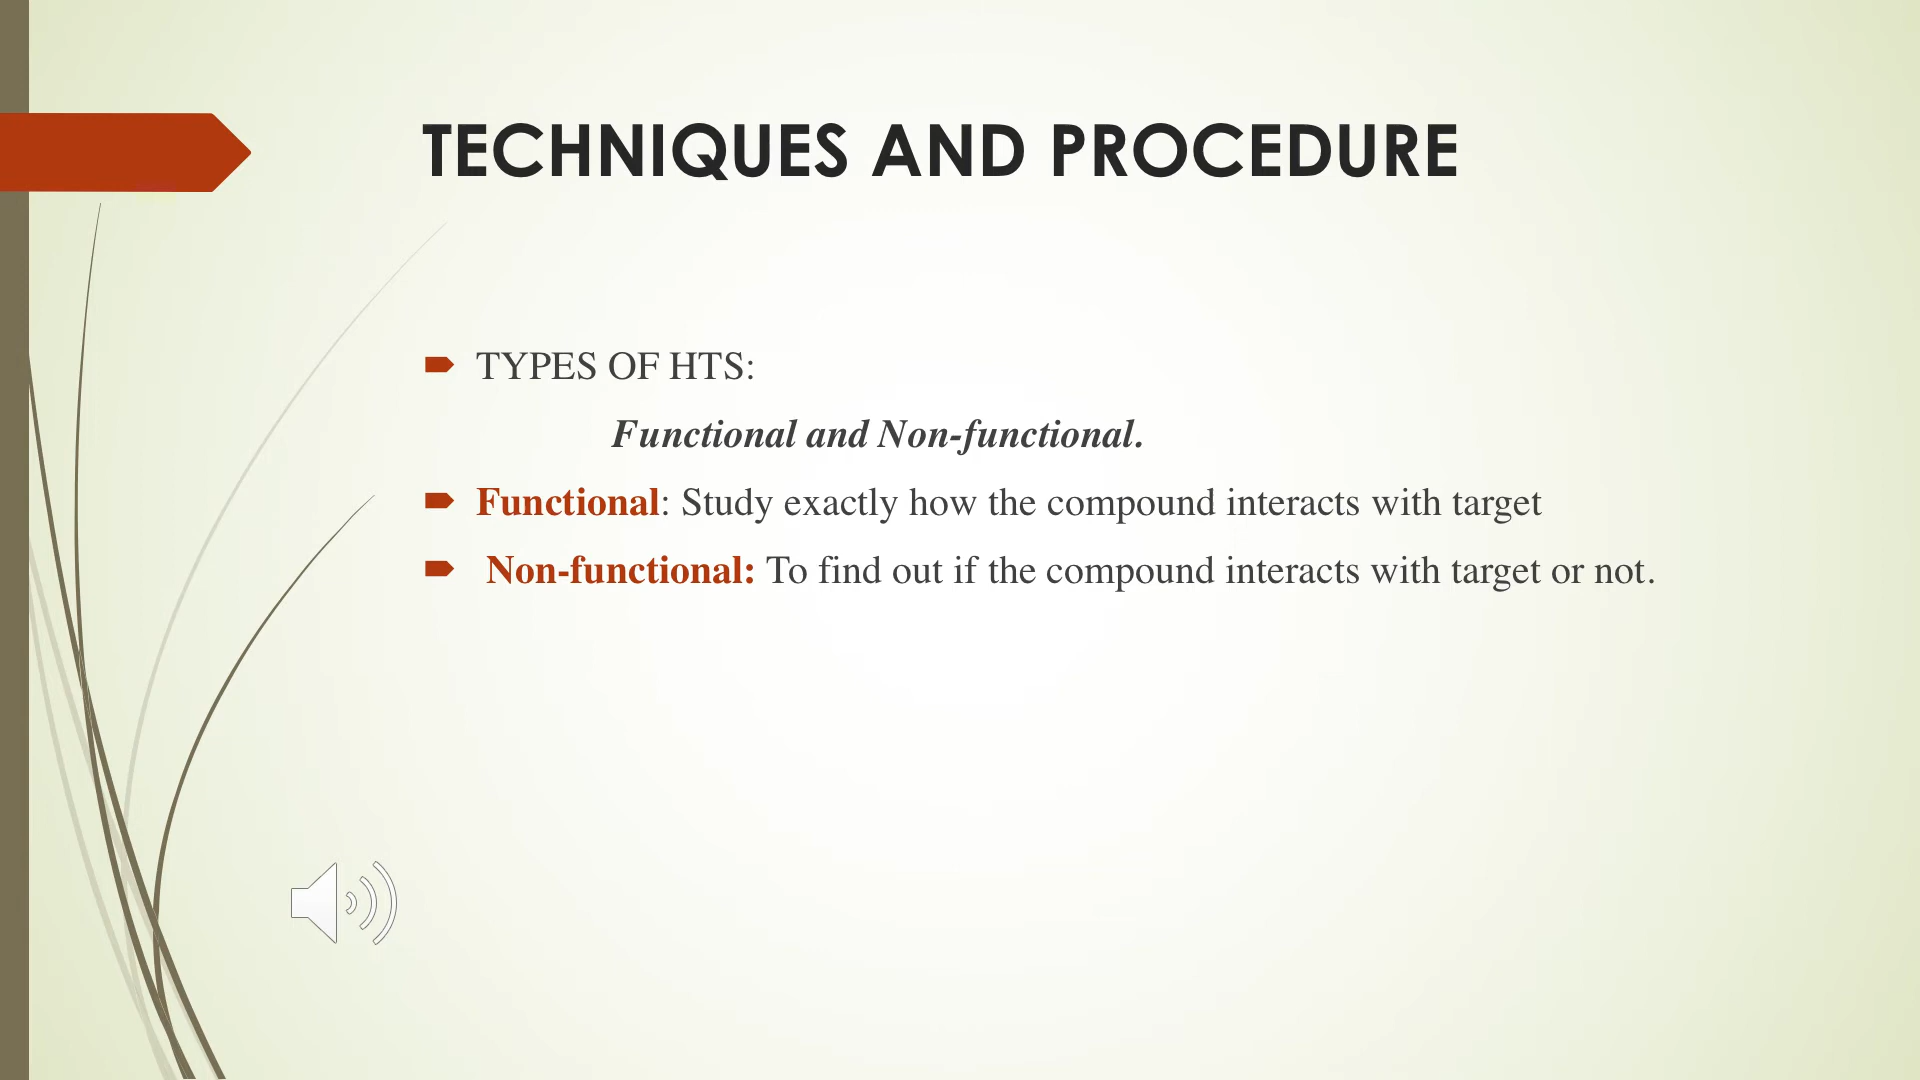 TECHNIQUES AND PROCEDURE
TYPES OF HTS:
Functional and Non-functional.
Functional: Study exactly how the compound interacts with target
Non-functional: To find out if the compound interacts with target or not.